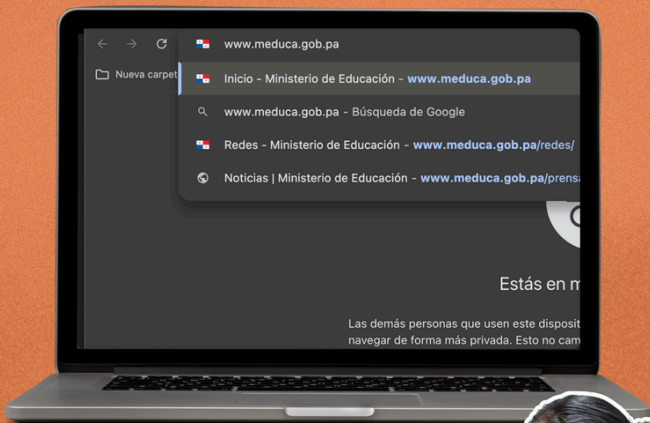 www.meduca.gob.pa
Nueva carpet
Inicio - Ministerio de Educación - www.meduca.gob.pa
www.meduca.gob.pa - Búsqueda de Google
Redes - Ministerio de Educación - www.meduca.gob.pa/redes/
Noticias | Ministerio de Educación - www.meduca.gob.pa/prensa
Estás en m
Las demás personas que usen este disposit
navegar de forma más privada. Esto no cam